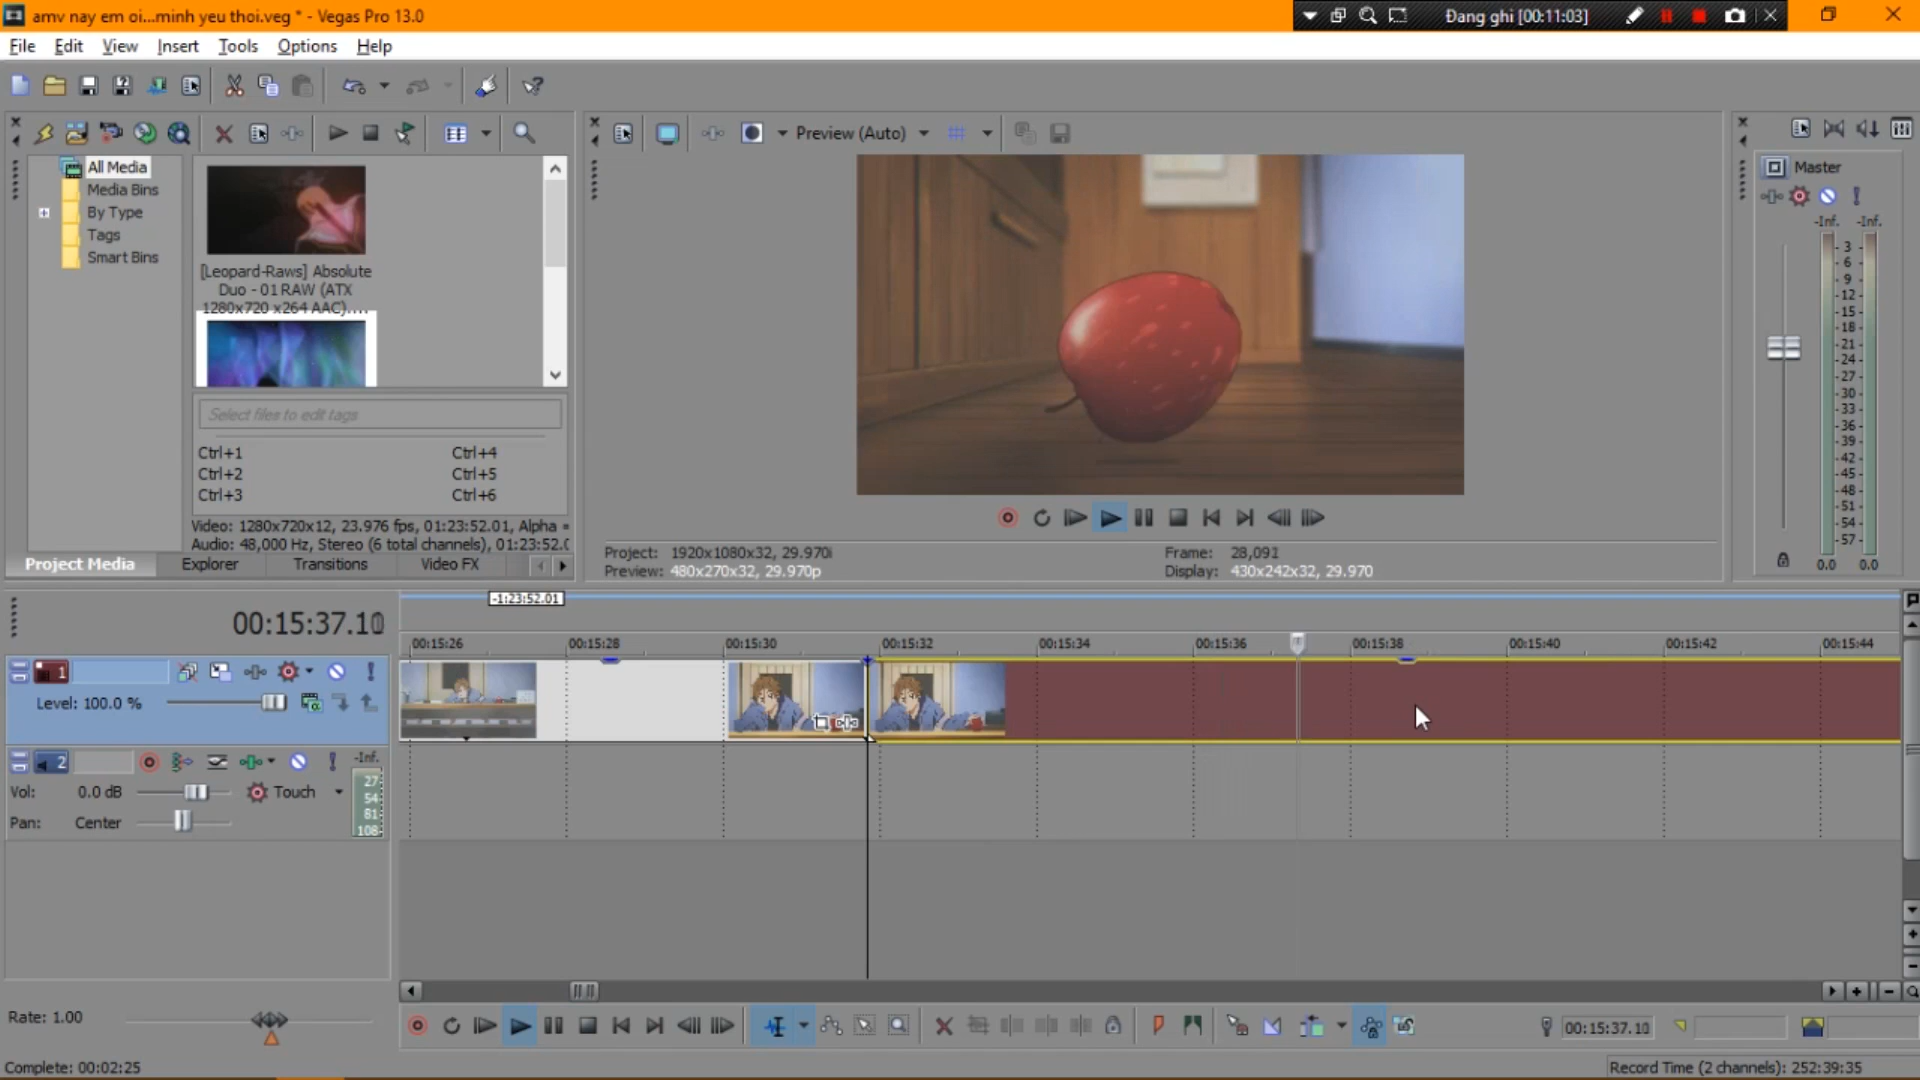 amv nay em oi...minh yeu thoi.veg * - Vegas Pro 13.0
Đang ghi [00:11:03]
File Edit View Insert Tools Options Help
Preview (Auto)
All Media
Media Bins
By Type
Tags
Smart Bins
[Leopard-Raws] Absolute
Duo - 01 RAW (ATX
1280x720 x264 AAC)....
Select files to edit tags
Ctrl+1 Ctrl+4
Ctrl+2 Ctrl+5
Ctrl+3 Ctrl+6
Video: 1280x720x12, 23.976 fps, 01:23:52.01, Alpha =
Audio: 48,000 Hz, Stereo (6 total channels), 01:23:52.0
Project Media Explorer Transitions Video FX
Project: 1920x1080x32, 29.970i
Preview: 480x270x32, 29.970p
Frame: 28,091
Display: 430x242x32, 29.970
Master
-Inf. -Inf.
- 3
- 6
- 9
-12
-15
-18
-21
-24
-27
-30
-33
-36
-39
-42
-45
-48
-51
-54
-57
0.0 0.0
-1:23:52.01
00:15:37.10
00:15:26 00:15:28 00:15:30 00:15:32 00:15:34 00:15:36 00:15:38 00:15:40 00:15:42 00:15:44
1
Level: 100.0 %
2
-Inf.
Vol: 0.0 dB Touch
Pan: Center
27
54
81
108
Rate: 1.00
00:15:37.10
Complete: 00:02:25
Record Time (2 channels): 252:39:35